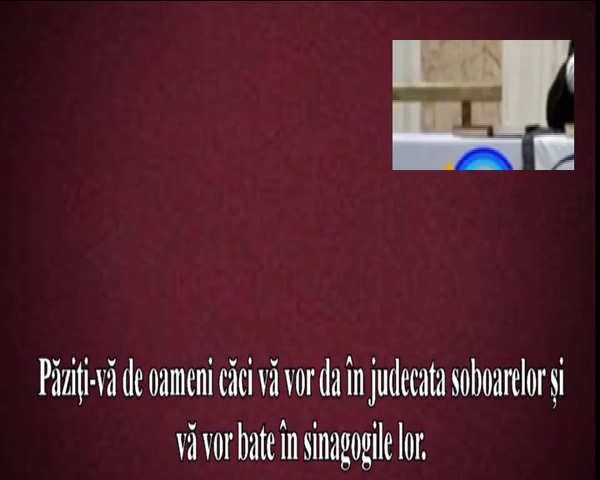 Păziți-vă de oameni căci vă vor da în judecata soboarelor și
vă vor bate în sinagogile lor.